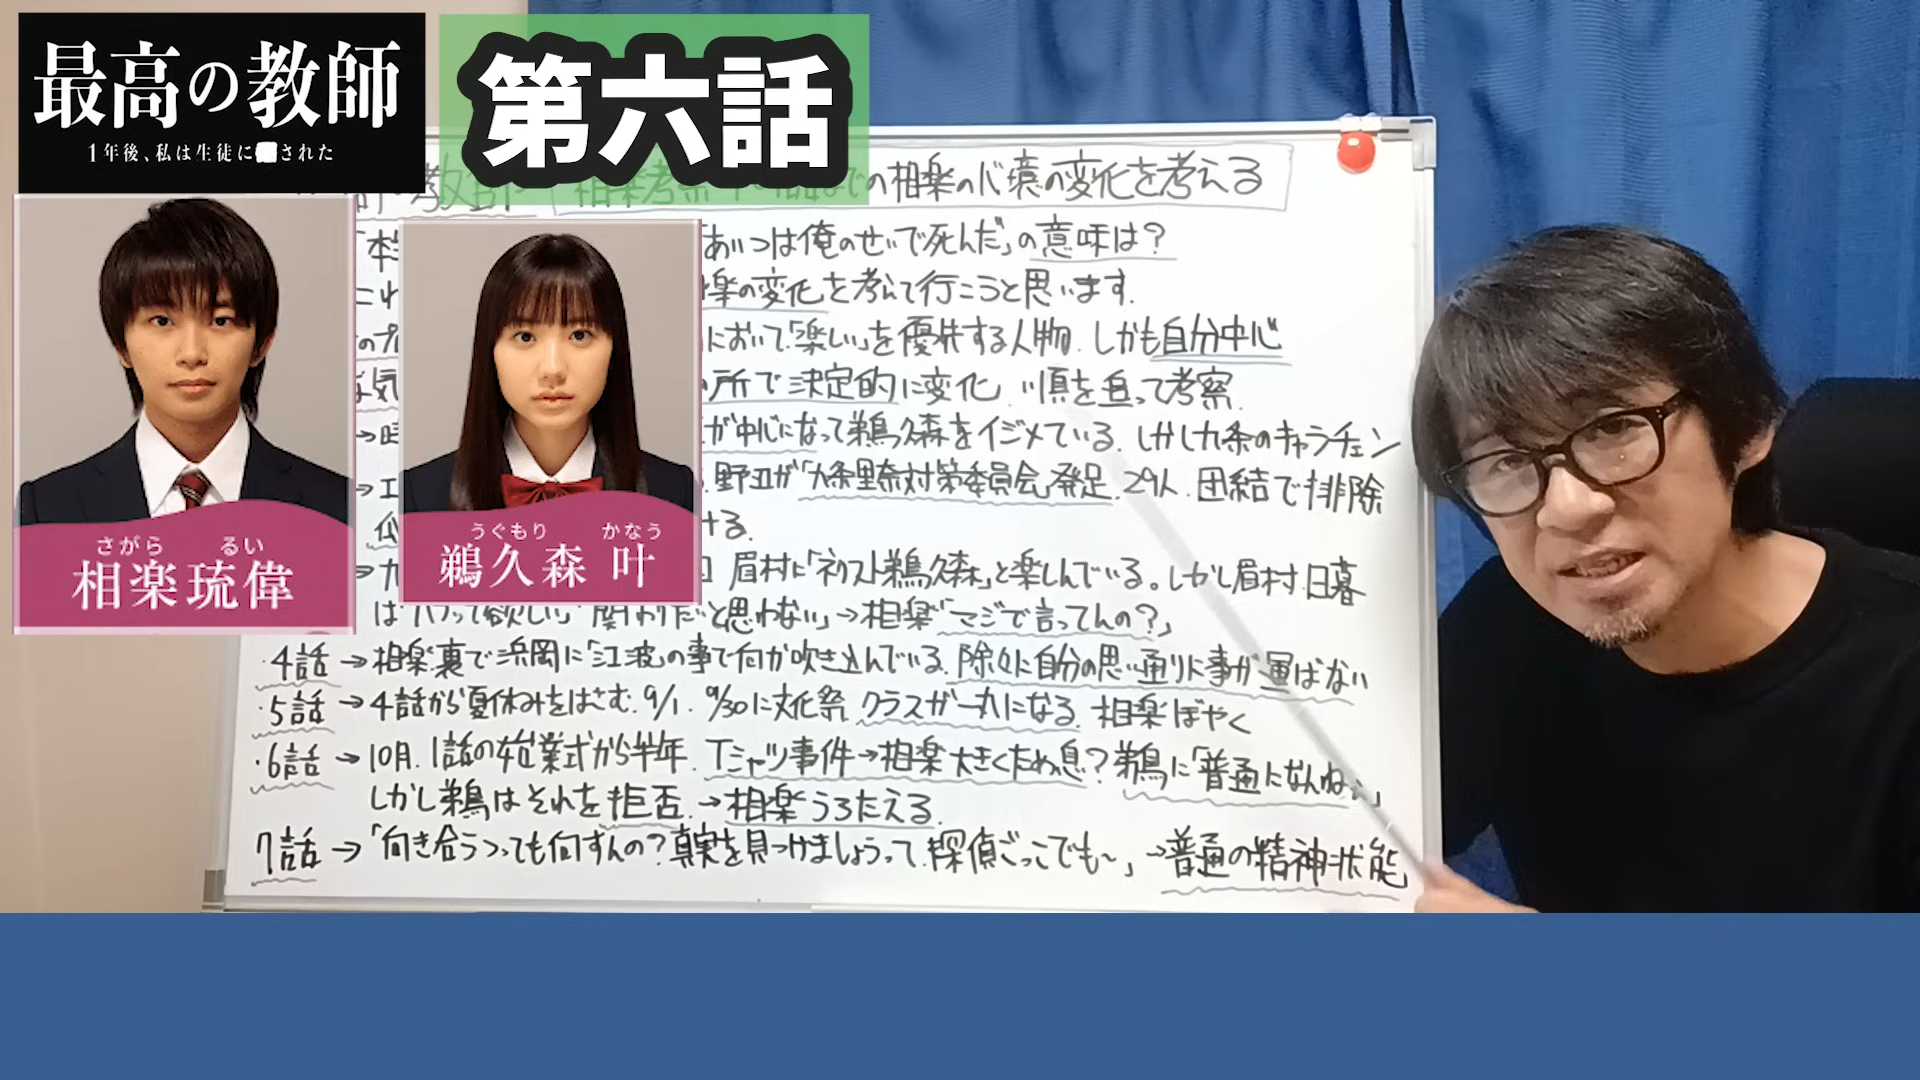 最高の教師
1年後、私は生徒に■された
第六話
の相楽の心境の変化を考える
「あいつは俺のせいで死んだ」の意味は?
楽の変化を考えて行こうと思います.
において「楽しい」を優先する人物. しかも自分中心
の所で決定的に変化. 順を追って考察.
が中心になって鵜久森をイジメている. しかし九条のキャラチェン
野丑が「九条里奈対策委員会」発足. 29人. 団結で排除
ける.
眉村に「ネクスト鵜久森」と楽しんでいる。しかし眉村.日暮
は「ハブって欲しい」「関わりたいと思わない」→相楽「マジで言ってんの?」
さがら るい
相楽琉偉
うぐもり かなう
鵜久森 叶
・4話→相楽裏で浜岡に「江波」の事で何か吹き込んでいる. 除々に自分の思い通りに事が運ばない
・5話→4話から夏休みをはさむ. 9/1. 9/30に文化祭 クラスが一丸になる. 相楽ぼやく
・6話→10月. 1話の始業式から半年. Tシャツ事件→相楽大きくため息? 鵜に「普通になんねぇ」
しかし鵜はそれを拒否. →相楽うろたえる.
7話→「向き合うっても何すんの?真実を見つけましょうって. 探偵ごっこでも~」→普通の精神状態